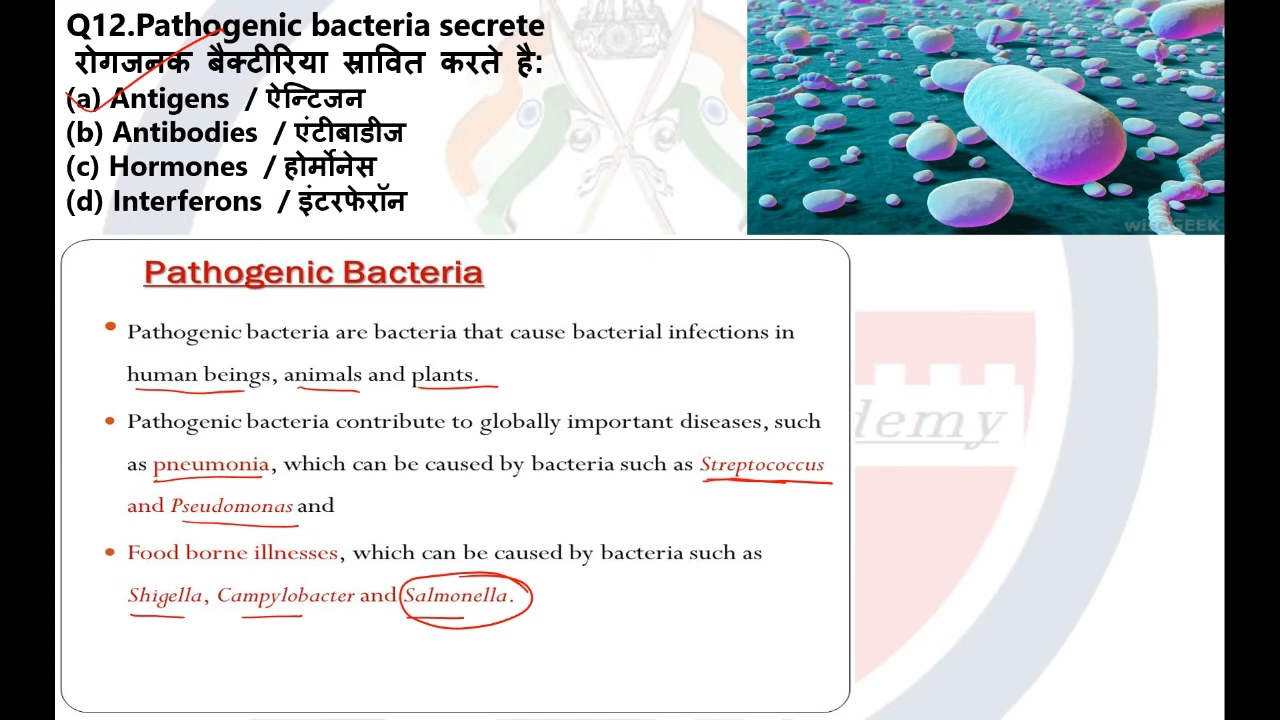 Q12.Pathogenic bacteria secrete
रोगजनक बैक्टीरिया स्रावित करते है:
(a) Antigens / ऐन्टिजन
(b) Antibodies / एंटीबाडीज
(c) Hormones / होर्मोनेस
(d) Interferons / इंटरफेरॉन
wiseGEEK
Pathogenic Bacteria
• Pathogenic bacteria are bacteria that cause bacterial infections in
human beings, animals and plants.
• Pathogenic bacteria contribute to globally important diseases, such
as pneumonia, which can be caused by bacteria such as Streptococcus
and Pseudomonas and
• Food borne illnesses, which can be caused by bacteria such as
Shigella, Campylobacter and Salmonella.